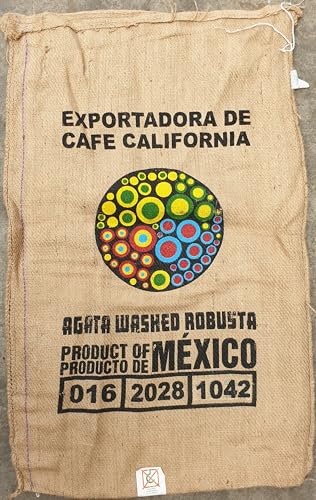 EXPORTADORA DE
CAFE CALIFORNIA
AGATA WASHED ROBUSTA
PRODUCT OF
PRODUCTO DE MÉXICO
016 2028 1042